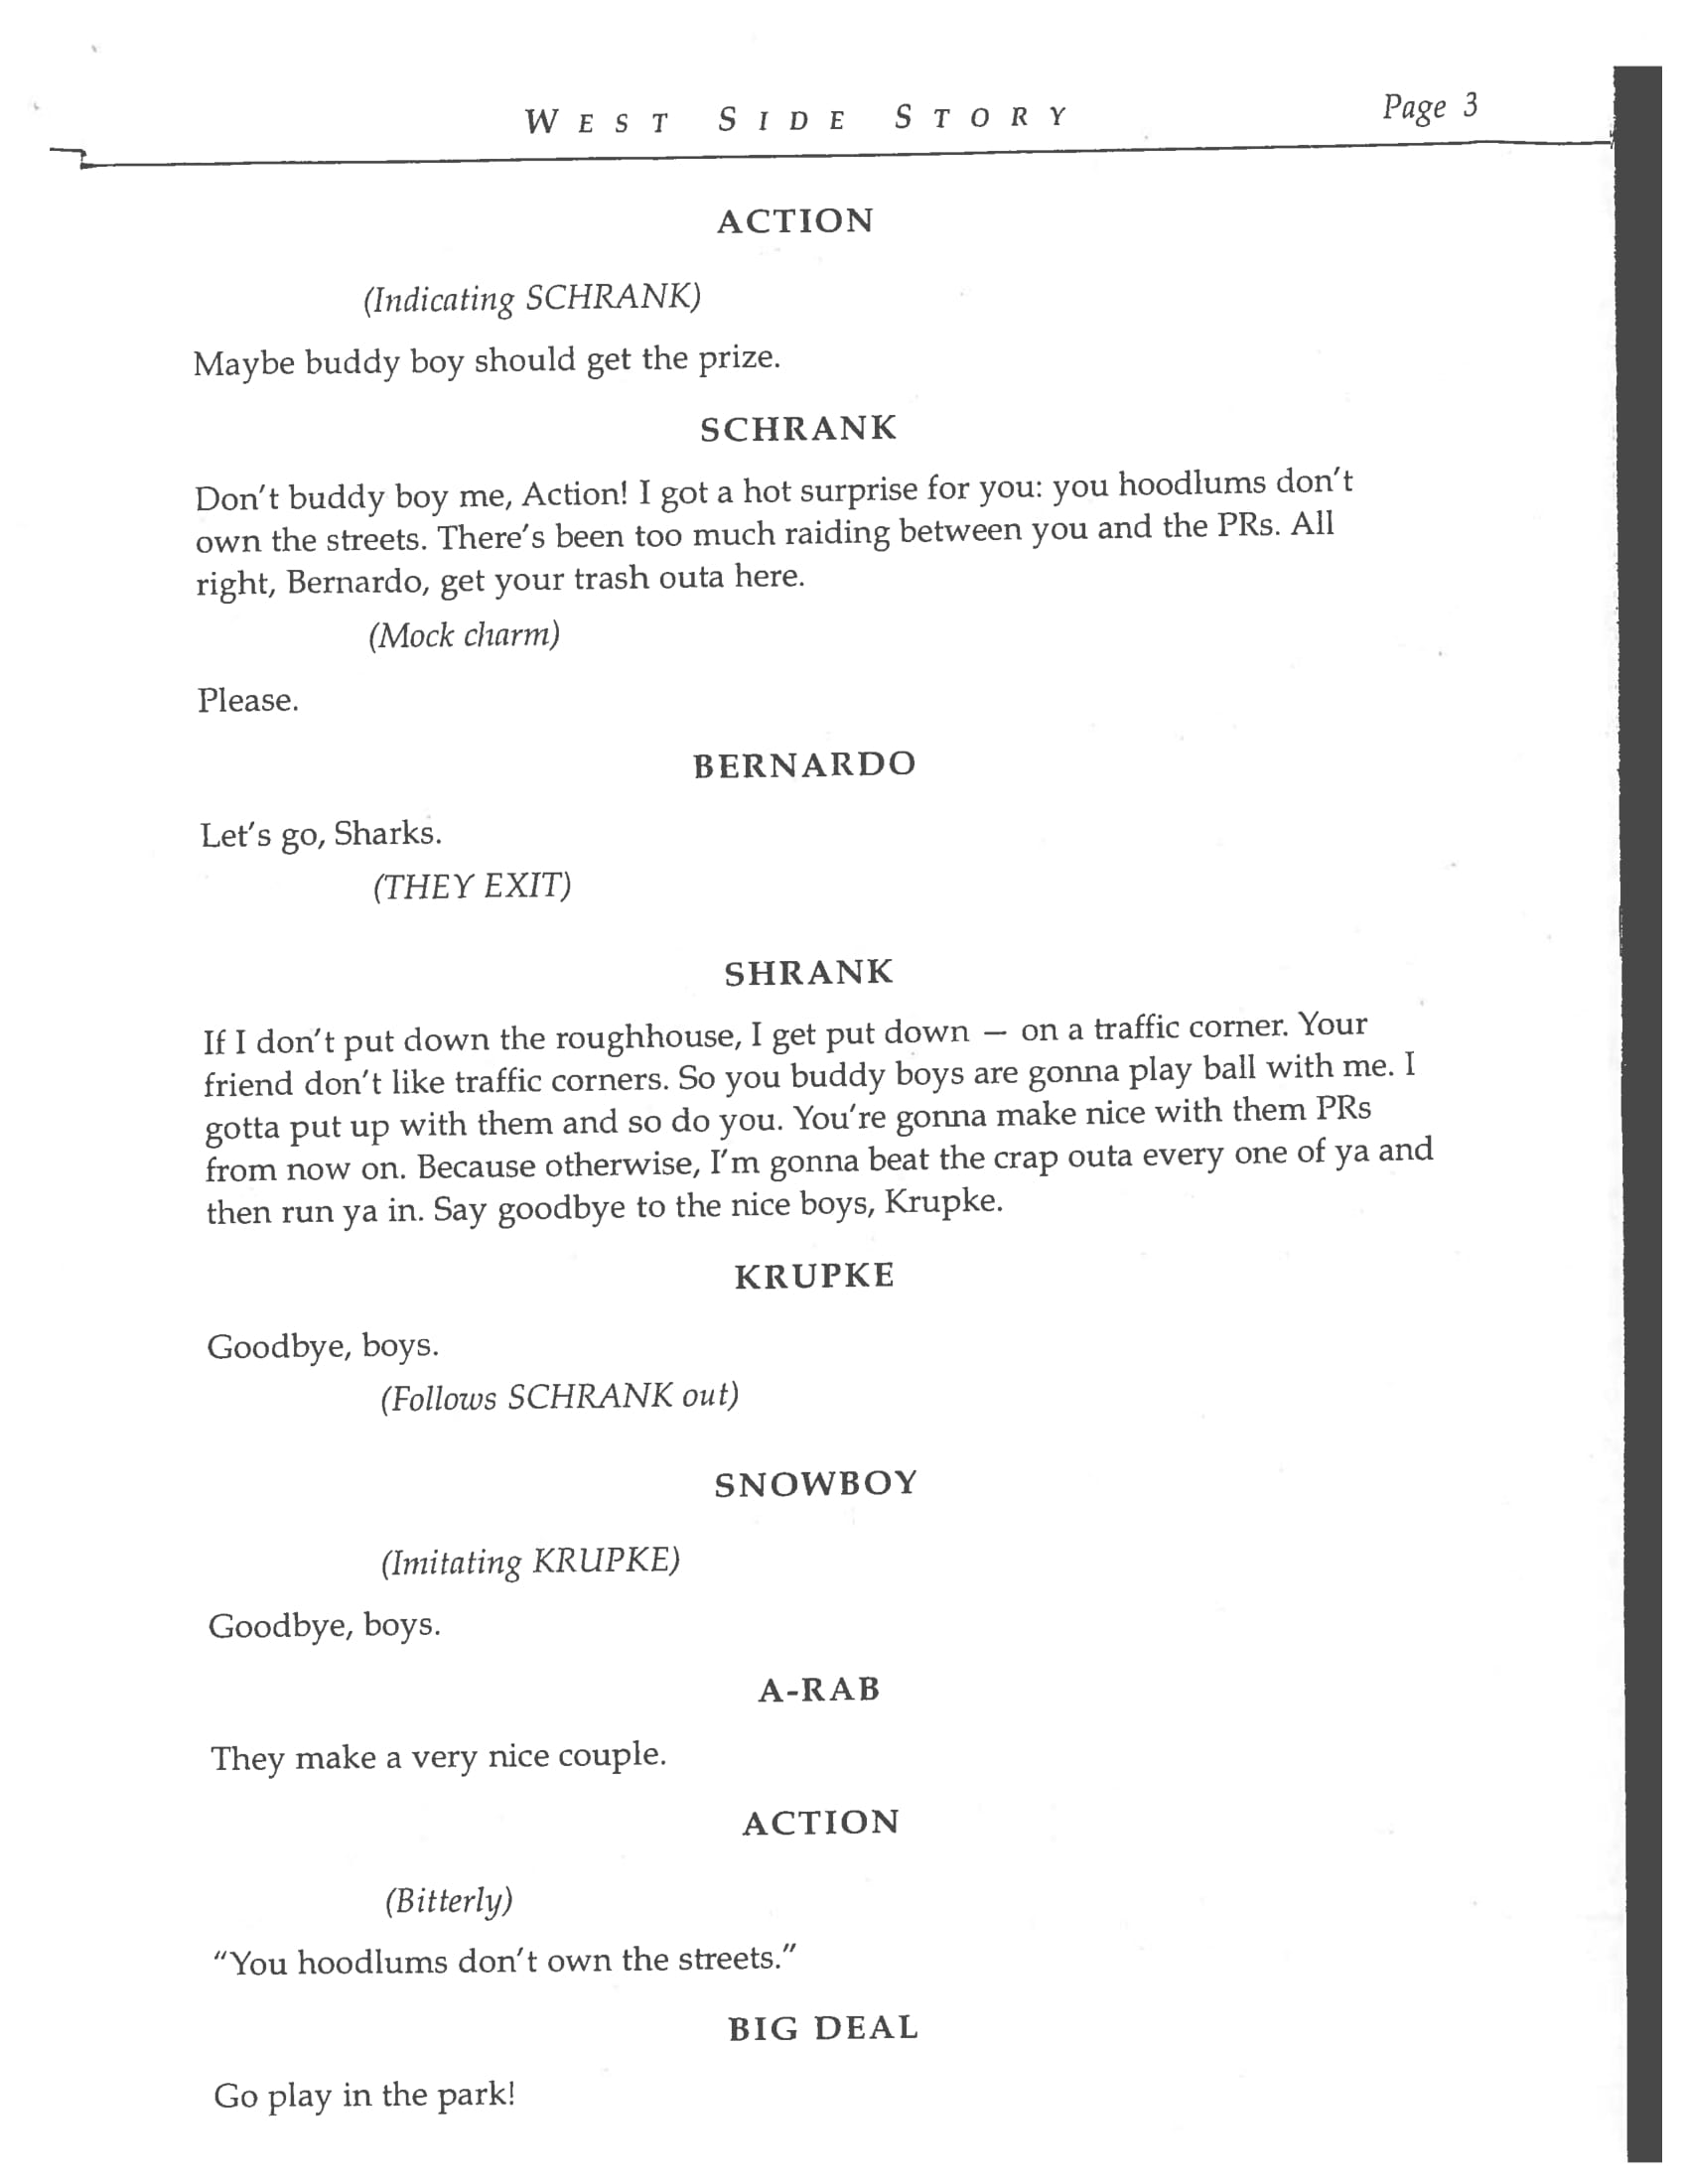 WEST SIDE STORY Page 3
ACTION
(Indicating SCHRANK)
Maybe buddy boy should get the prize.
SCHRANK
Don't buddy boy me, Action! I got a hot surprise for you: you hoodlums don't
own the streets. There's been too much raiding between you and the PRs. All
right, Bernardo, get your trash outa here.
(Mock charm)
Please.
BERNARDO
Let's go, Sharks.
(THEY EXIT)
SHRANK
If I don't put down the roughhouse, I get put down — on a traffic corner. Your
friend don't like traffic corners. So you buddy boys are gonna play ball with me. I
gotta put up with them and so do you. You're gonna make nice with them PRs
from now on. Because otherwise, I'm gonna beat the crap outa every one of ya and
then run ya in. Say goodbye to the nice boys, Krupke.
KRUPKE
Goodbye, boys.
(Follows SCHRANK out)
SNOWBOY
(Imitating KRUPKE)
Goodbye, boys.
A-RAB
They make a very nice couple.
ACTION
(Bitterly)
"You hoodlums don't own the streets."
BIG DEAL
Go play in the park!